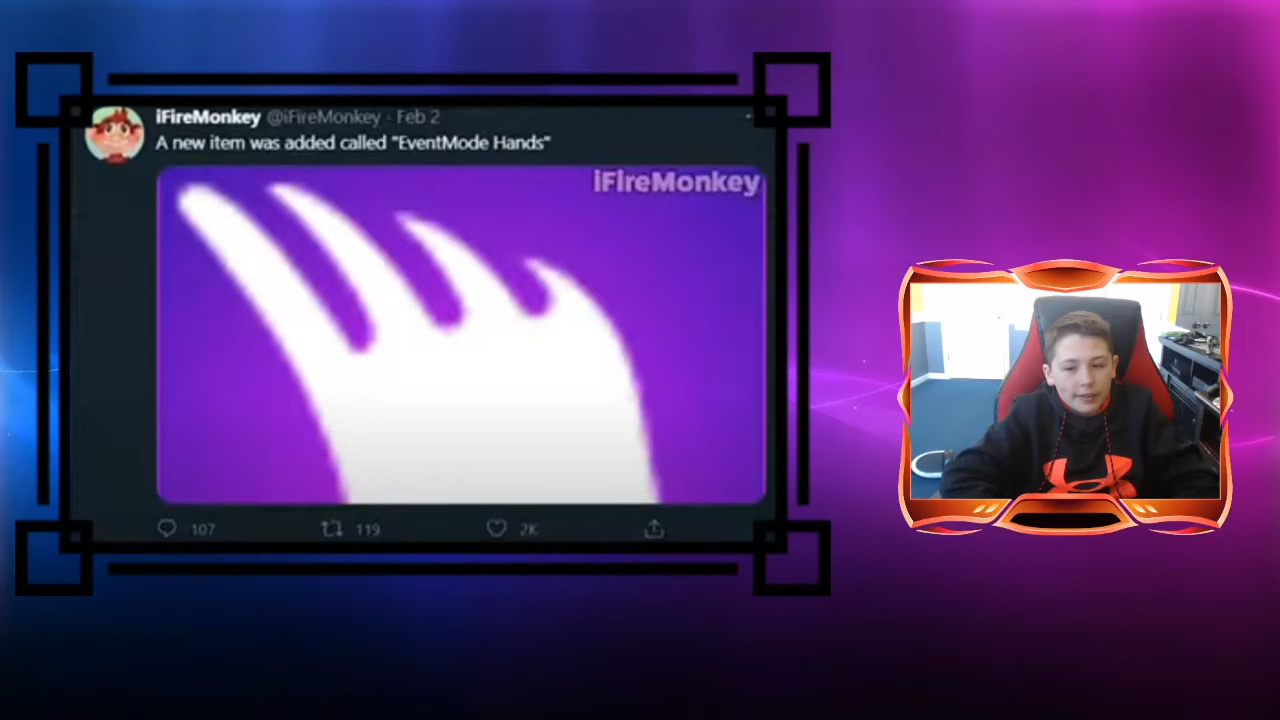 iFireMonkey @iFireMonkey · Feb 2
A new item was added called "EventMode Hands"
iFireMonkey
107 119 2K